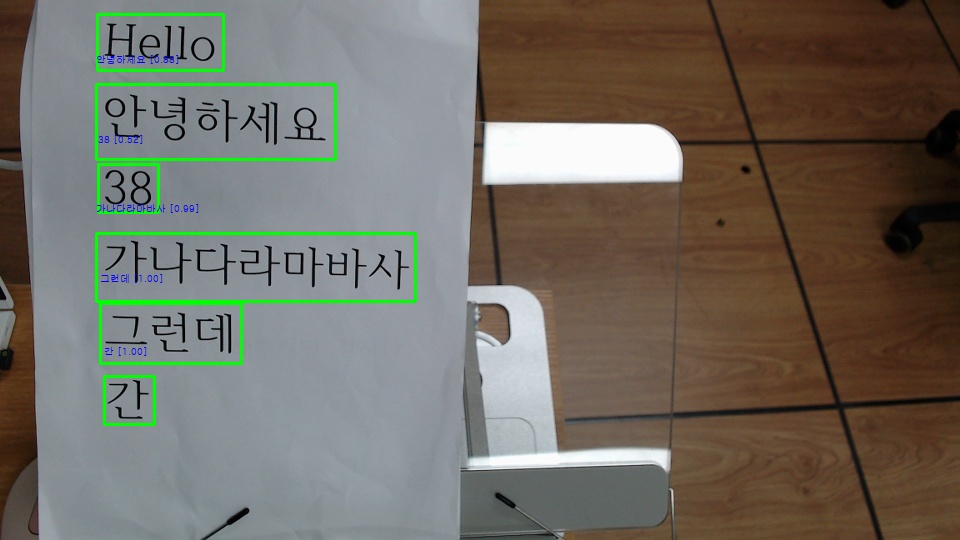 Hello
안녕하세요 [0.88]
안녕하세요
38 [0.52]
38
가나다라마바사 [0.99]
가나다라마바사
그런데 [1.00]
그런데
칸 [1.00]
간